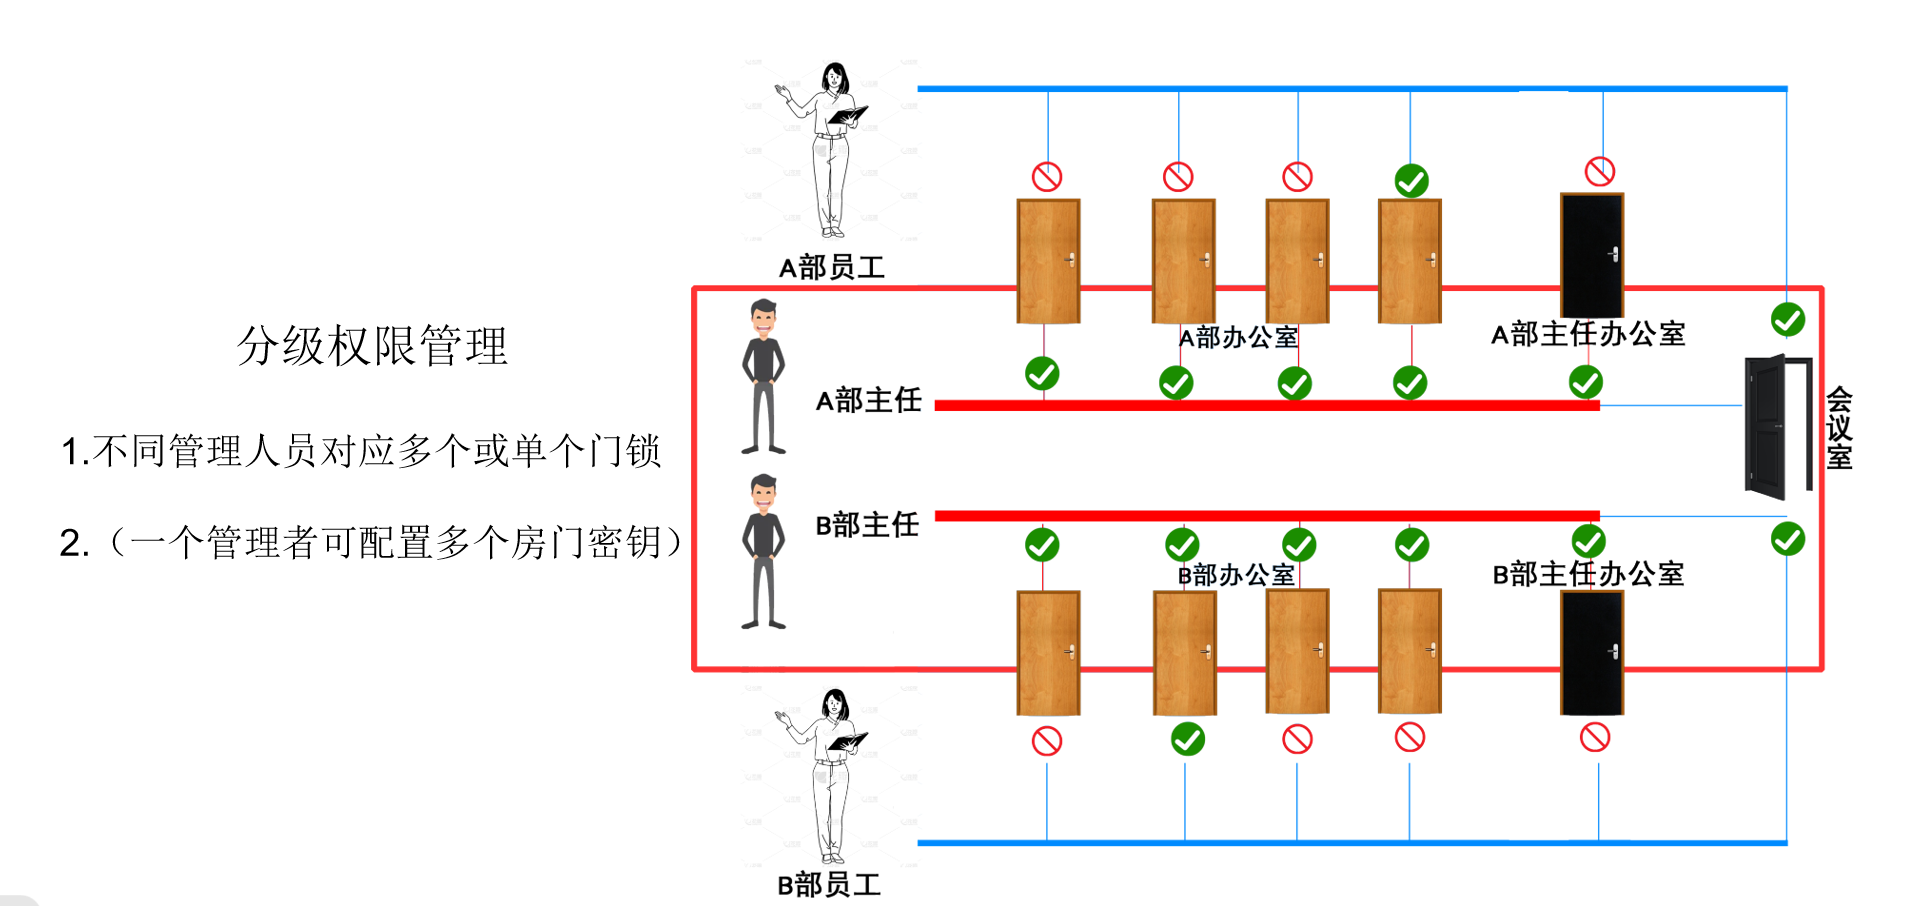 分级权限管理
1.不同管理人员对应多个或单个门锁
2.（一个管理者可配置多个房门密钥）
A部员工
A部办公室
A部主任办公室
A部主任
会议室
B部主任
B部办公室
B部主任办公室
B部员工